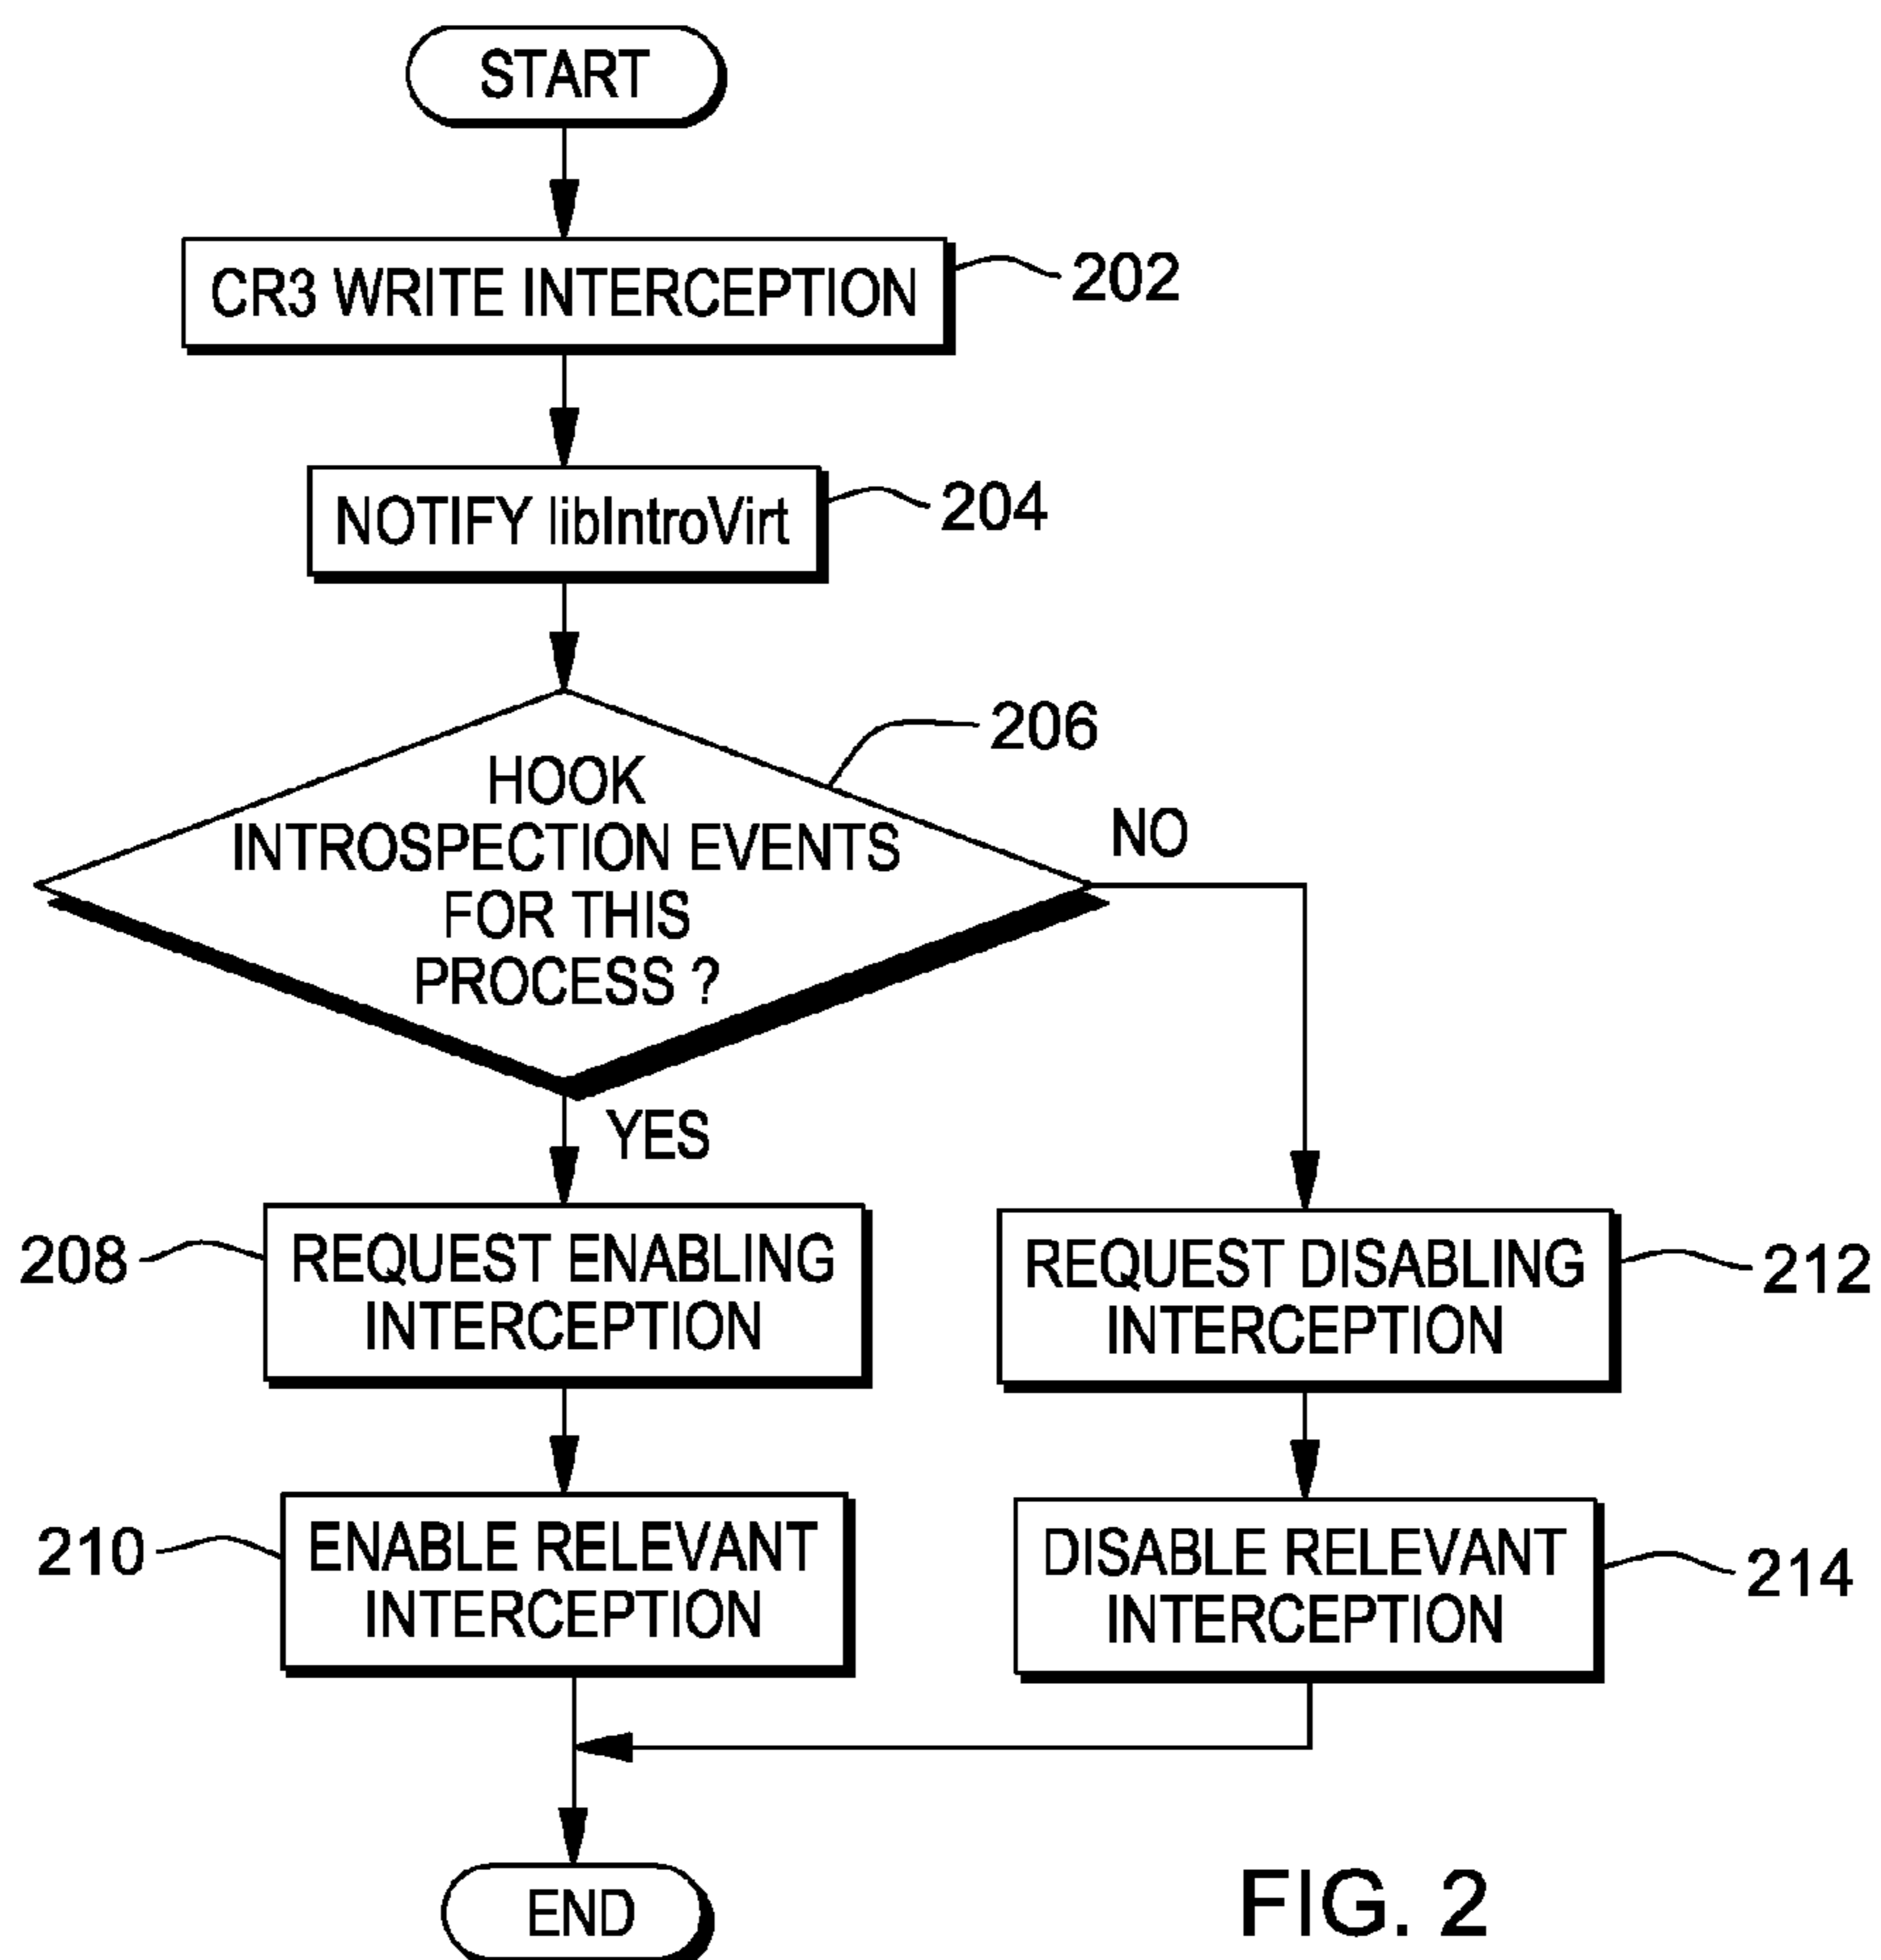 START
CR3 WRITE INTERCEPTION
202
NOTIFY libIntroVirt
204
206
HOOK
INTROSPECTION EVENTS
FOR THIS
PROCESS ?
NO
YES
208
REQUEST ENABLING
INTERCEPTION
REQUEST DISABLING
INTERCEPTION
212
210
ENABLE RELEVANT
INTERCEPTION
DISABLE RELEVANT
INTERCEPTION
214
END
FIG. 2